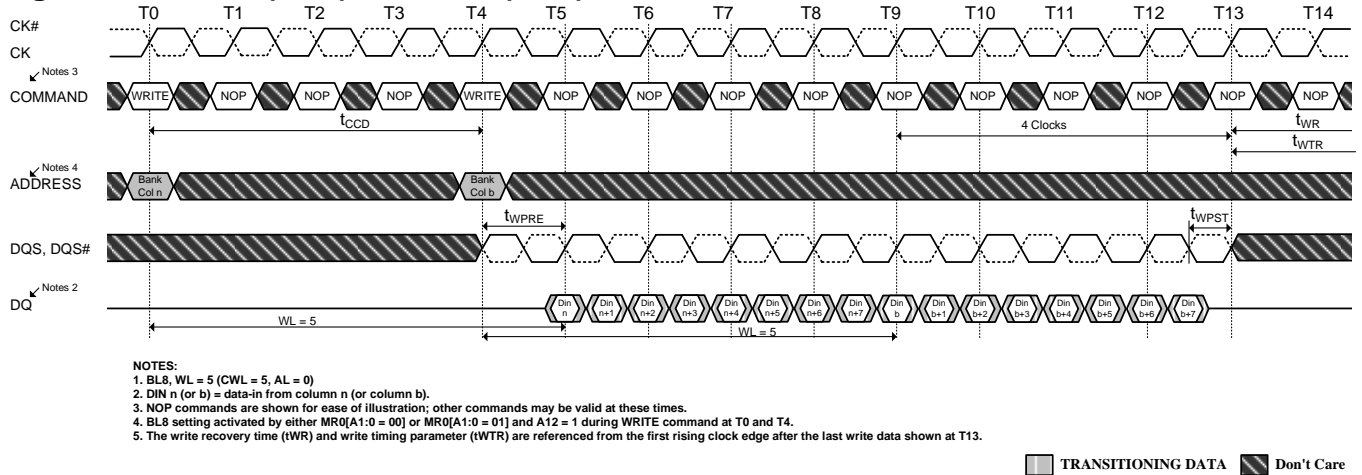 T0 T1 T2 T3 T4 T5 T6 T7 T8 T9 T10 T11 T12 T13 T14
CK#
CK
Notes 3
COMMAND
WRITE NOP NOP NOP WRITE NOP NOP NOP NOP NOP NOP NOP NOP NOP NOP
tCCD
4 Clocks
tWR
tWTR
Notes 4
ADDRESS
Bank Col n
Bank Col b
tWPRE
tWPST
DQS, DQS#
Notes 2
DQ
Din n Din n+1 Din n+2 Din n+3 Din n+4 Din n+5 Din n+6 Din n+7 Din b Din b+1 Din b+2 Din b+3 Din b+4 Din b+5 Din b+6 Din b+7
WL = 5
WL = 5
NOTES:
1. BL8, WL = 5 (CWL = 5, AL = 0)
2. DIN n (or b) = data-in from column n (or column b).
3. NOP commands are shown for ease of illustration; other commands may be valid at these times.
4. BL8 setting activated by either MR0[A1:0 = 00] or MR0[A1:0 = 01] and A12 = 1 during WRITE command at T0 and T4.
5. The write recovery time (tWR) and write timing parameter (tWTR) are referenced from the first rising clock edge after the last write data shown at T13.
TRANSITIONING DATA
Don't Care